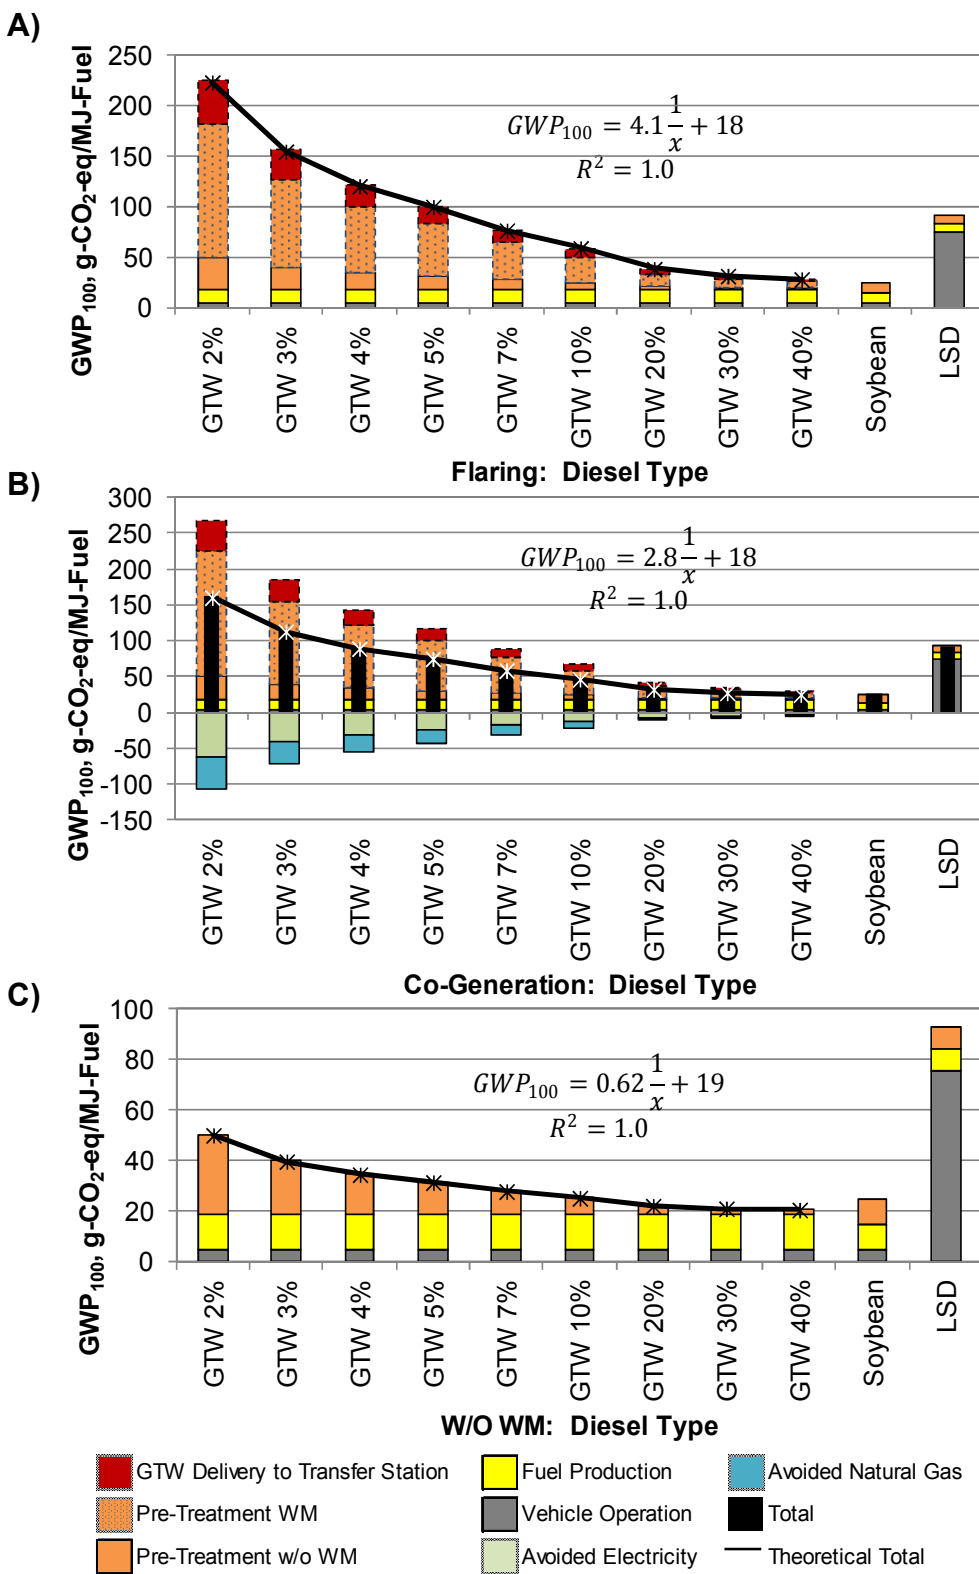 A)
GWP100, g-CO2-eq/MJ-Fuel
250
200
150
100
50
0
GWP100 = 4.1 1/x + 18
R² = 1.0
GTW 2%
GTW 3%
GTW 4%
GTW 5%
GTW 7%
GTW 10%
GTW 20%
GTW 30%
GTW 40%
Soybean
LSD
Flaring: Diesel Type
B)
GWP100, g-CO2-eq/MJ-Fuel
300
250
200
150
100
50
0
-50
-100
-150
GWP100 = 2.8 1/x + 18
R² = 1.0
GTW 2%
GTW 3%
GTW 4%
GTW 5%
GTW 7%
GTW 10%
GTW 20%
GTW 30%
GTW 40%
Soybean
LSD
Co-Generation: Diesel Type
C)
GWP100, g-CO2-eq/MJ-Fuel
100
80
60
40
20
0
GWP100 = 0.62 1/x + 19
R² = 1.0
GTW 2%
GTW 3%
GTW 4%
GTW 5%
GTW 7%
GTW 10%
GTW 20%
GTW 30%
GTW 40%
Soybean
LSD
W/O WM: Diesel Type
GTW Delivery to Transfer Station
Fuel Production
Avoided Natural Gas
Pre-Treatment WM
Vehicle Operation
Total
Pre-Treatment w/o WM
Avoided Electricity
Theoretical Total